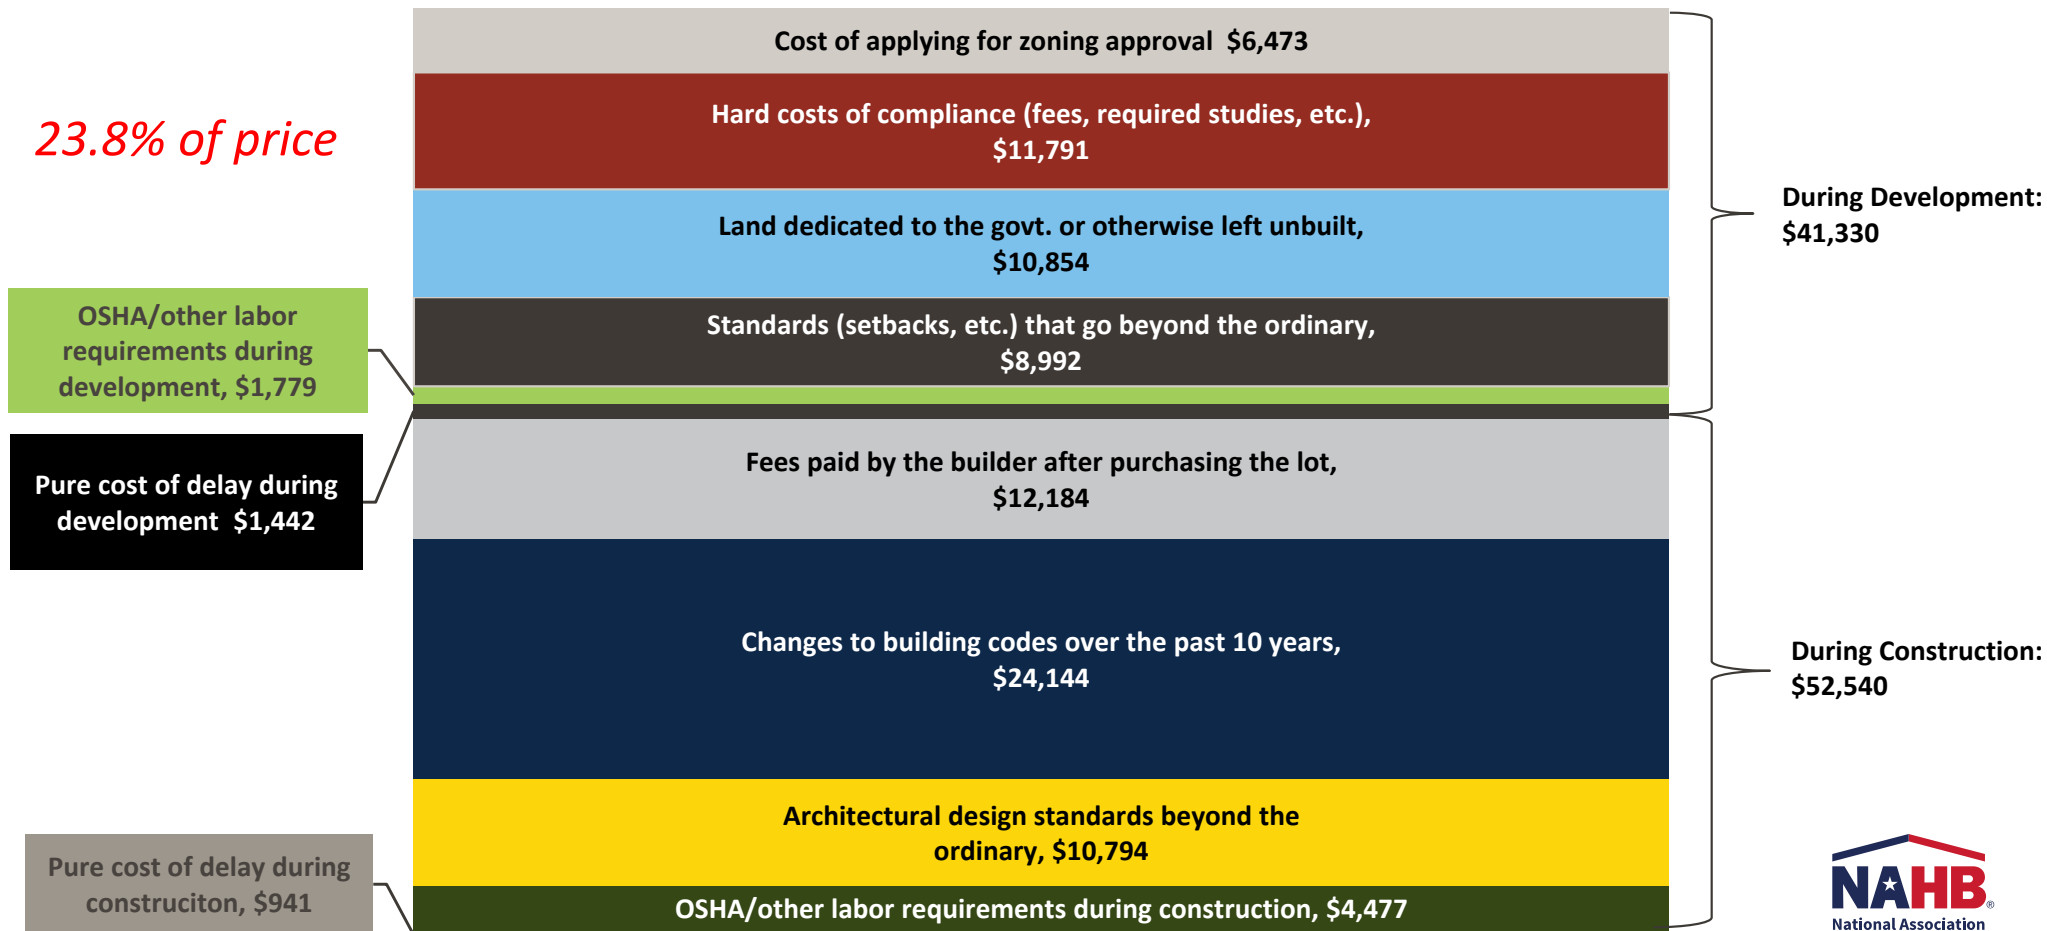 23.8% of price
Cost of applying for zoning approval $6,473
Hard costs of compliance (fees, required studies, etc.),
$11,791
Land dedicated to the govt. or otherwise left unbuilt,
$10,854
Standards (setbacks, etc.) that go beyond the ordinary,
$8,992
OSHA/other labor
requirements during
development, $1,779
Pure cost of delay during
development $1,442
During Development:
$41,330
Fees paid by the builder after purchasing the lot,
$12,184
Changes to building codes over the past 10 years,
$24,144
Architectural design standards beyond the
ordinary, $10,794
OSHA/other labor requirements during construction, $4,477
Pure cost of delay during
construciton, $941
During Construction:
$52,540
NAHB®
National Association